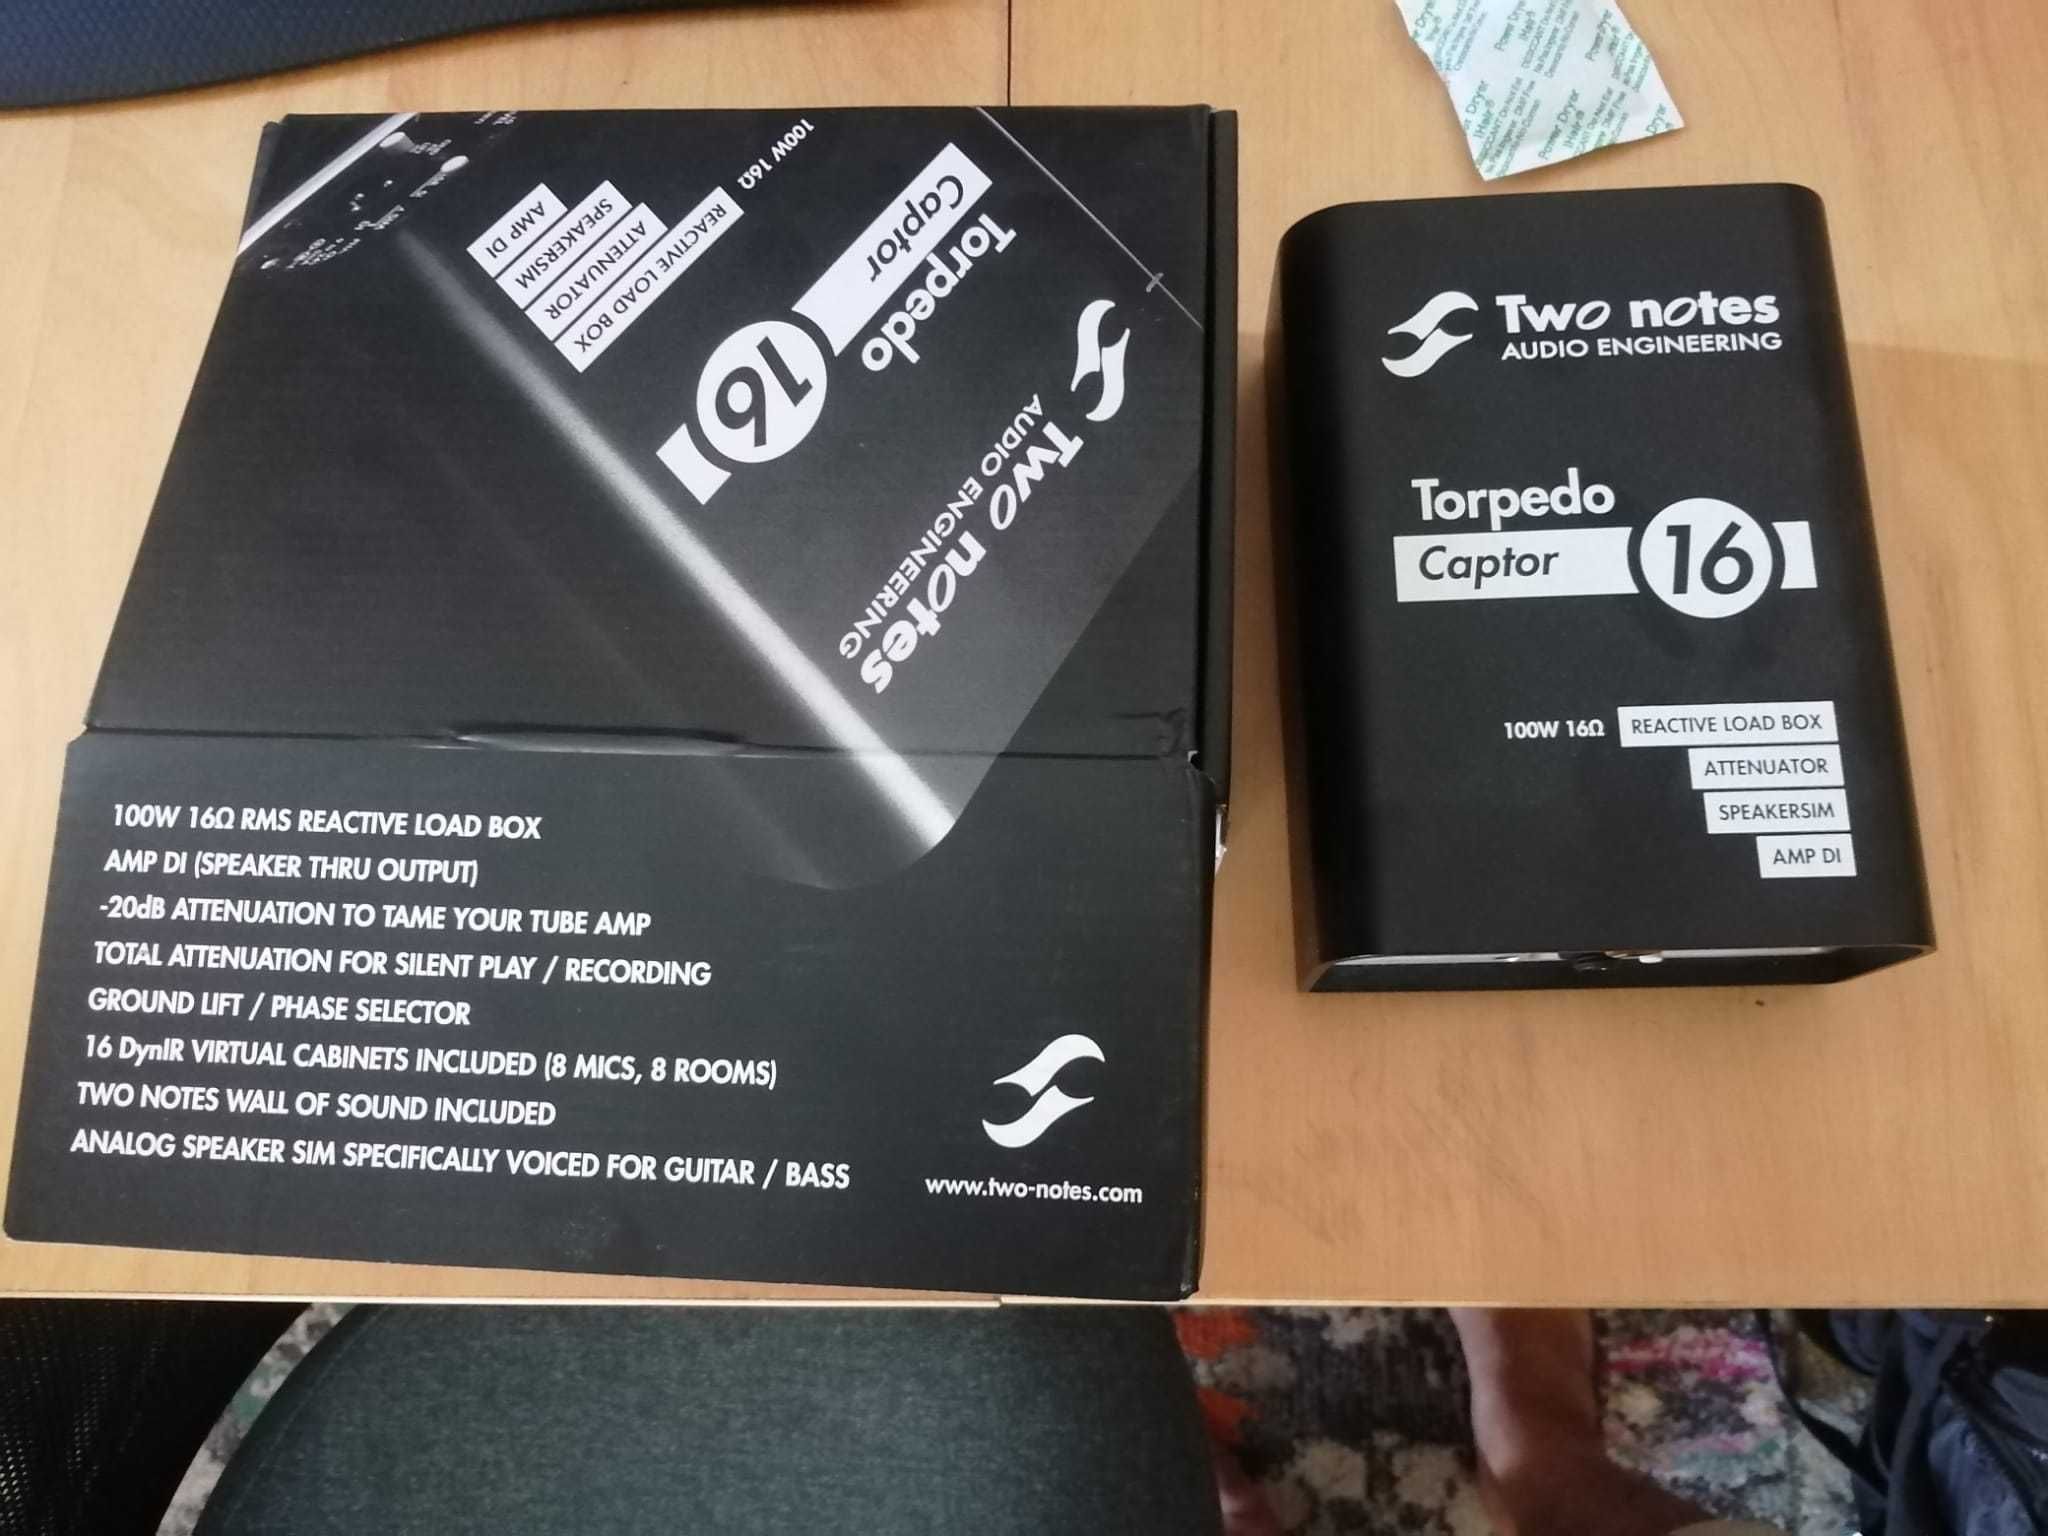 100W 16Ω
REACTIVE LOAD BOX
ATTENUATOR
SPEAKERSIM
AMP DI
Torpedo
Captor 16
Two notes
AUDIO ENGINEERING
100W 16Ω RMS REACTIVE LOAD BOX
AMP DI (SPEAKER THRU OUTPUT)
-20dB ATTENUATION TO TAME YOUR TUBE AMP
TOTAL ATTENUATION FOR SILENT PLAY / RECORDING
GROUND LIFT / PHASE SELECTOR
16 DynIR VIRTUAL CABINETS INCLUDED (8 MICS, 8 ROOMS)
TWO NOTES WALL OF SOUND INCLUDED
ANALOG SPEAKER SIM SPECIFICALLY VOICED FOR GUITAR / BASS
www.two-notes.com
Two notes
AUDIO ENGINEERING
Torpedo
Captor 16
100W 16Ω REACTIVE LOAD BOX
ATTENUATOR
SPEAKERSIM
AMP DI
Power Dryer